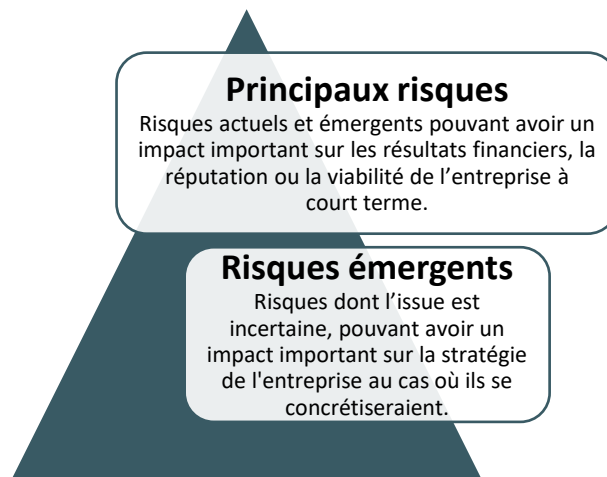 Principaux risques
Risques actuels et émergents pouvant avoir un
impact important sur les résultats financiers, la
réputation ou la viabilité de l’entreprise à
court terme.
Risques émergents
Risques dont l’issue est
incertaine, pouvant avoir un
impact important sur la stratégie
de l'entreprise au cas où ils se
concrétiseraient.